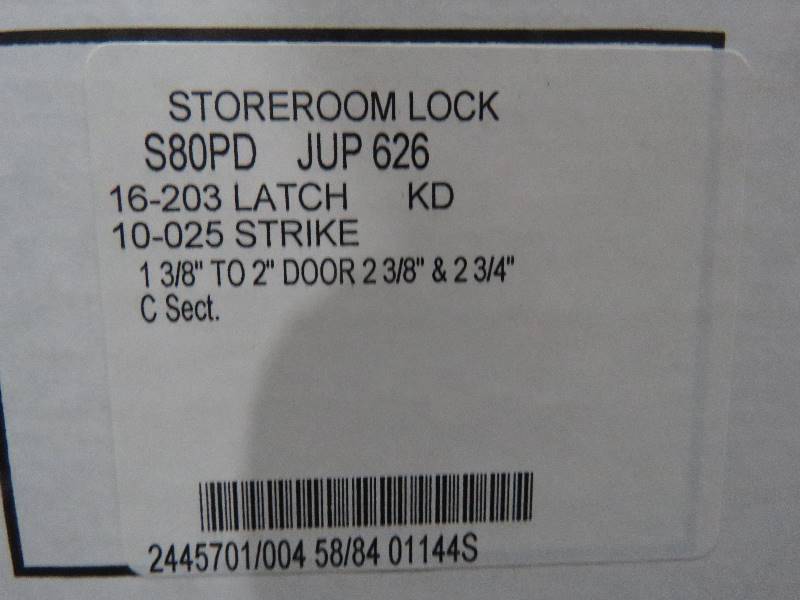 STOREROOM LOCK
S80PD JUP 626
16-203 LATCH KD
10-025 STRIKE
1 3/8" TO 2" DOOR 2 3/8" & 2 3/4"
C Sect.
2445701/004 58/84 01144S